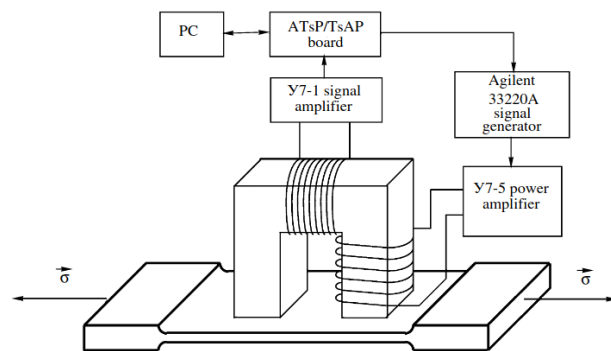 PC
ATsP/TsAP
board
У7-1 signal
amplifier
Agilent
33220A
signal
generator
У7-5 power
amplifier
σ
σ